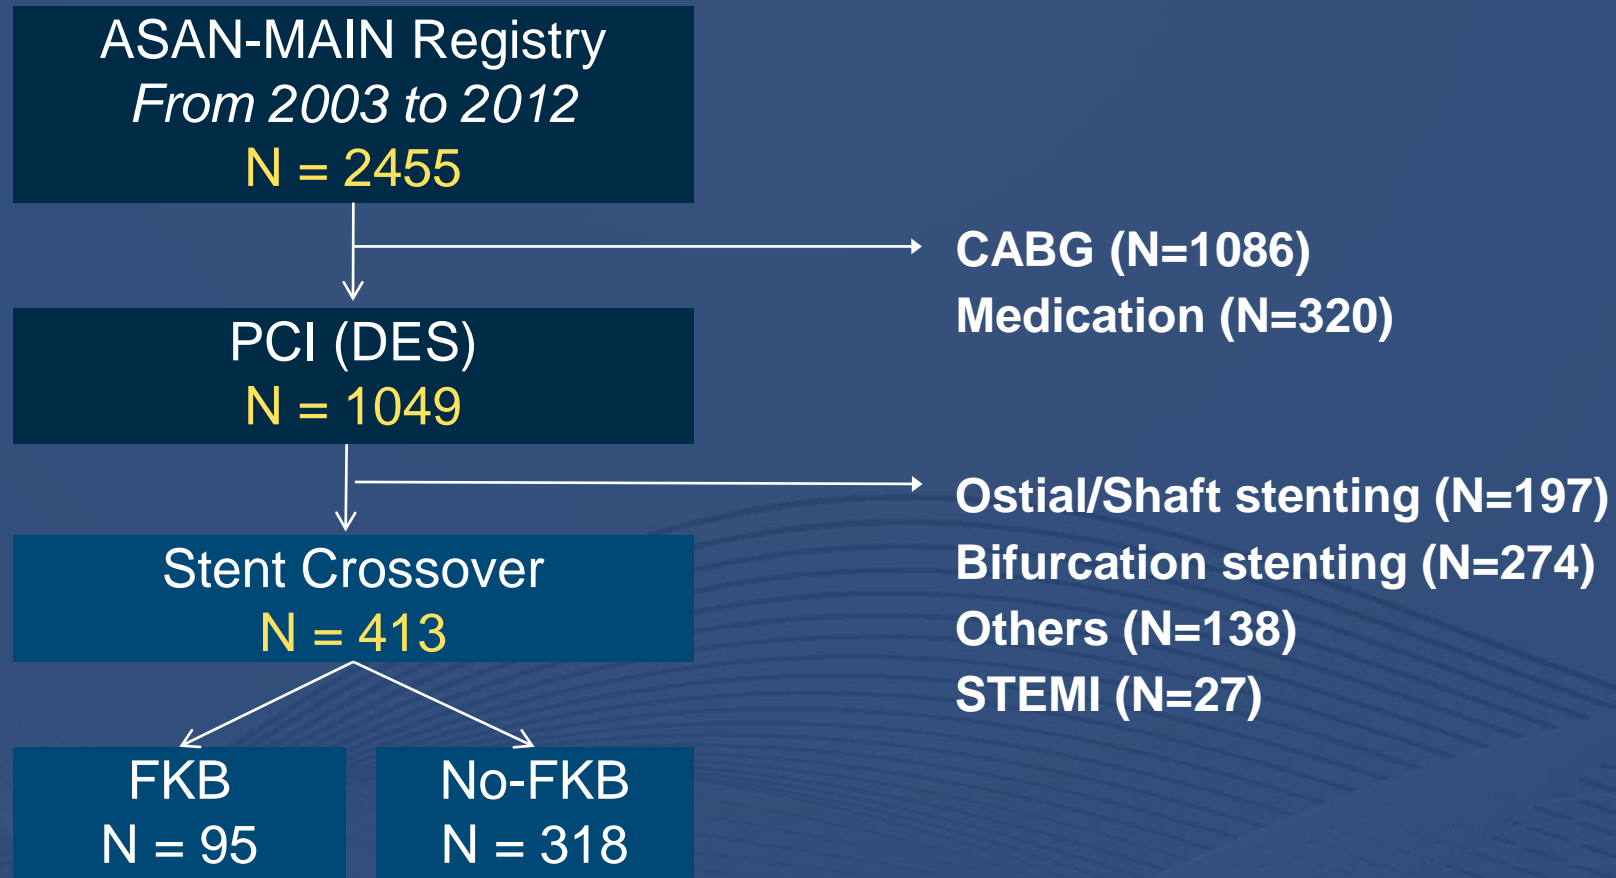 ASAN-MAIN Registry
From 2003 to 2012
N = 2455
CABG (N=1086)
Medication (N=320)
PCI (DES)
N = 1049
Ostial/Shaft stenting (N=197)
Bifurcation stenting (N=274)
Others (N=138)
STEMI (N=27)
Stent Crossover
N = 413
FKB
N = 95
No-FKB
N = 318